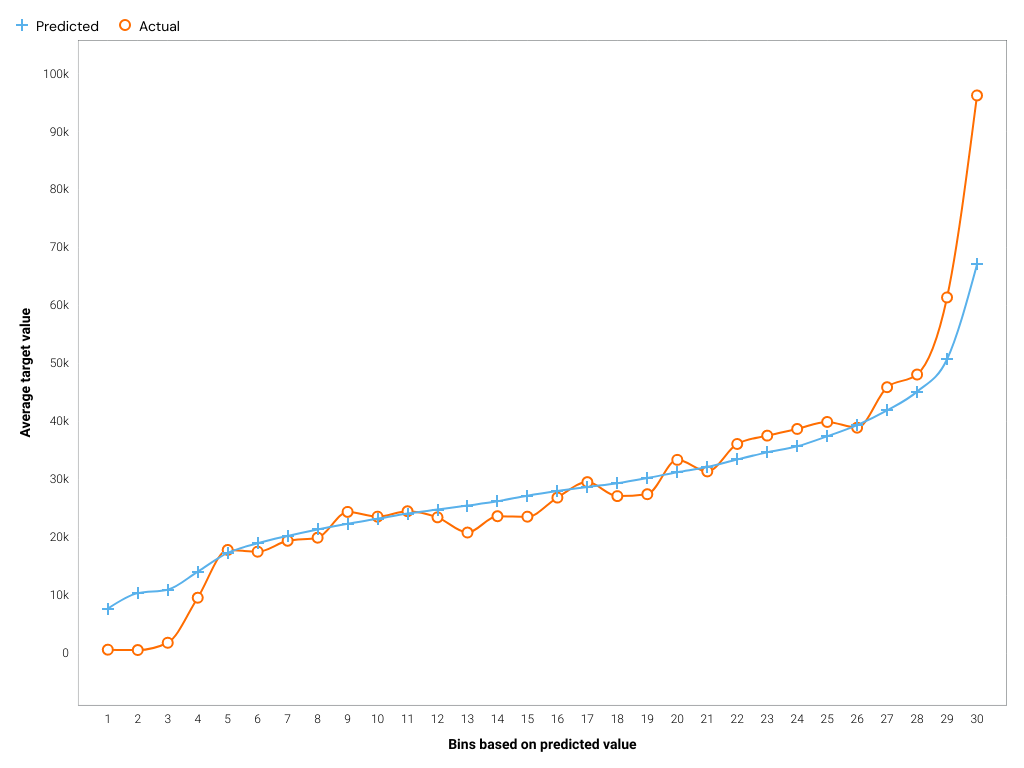 Predicted Actual
100k
90k
80k
70k
60k
50k
40k
30k
20k
10k
0
Average target value
1 2 3 4 5 6 7 8 9 10 11 12 13 14 15 16 17 18 19 20 21 22 23 24 25 26 27 28 29 30
Bins based on predicted value